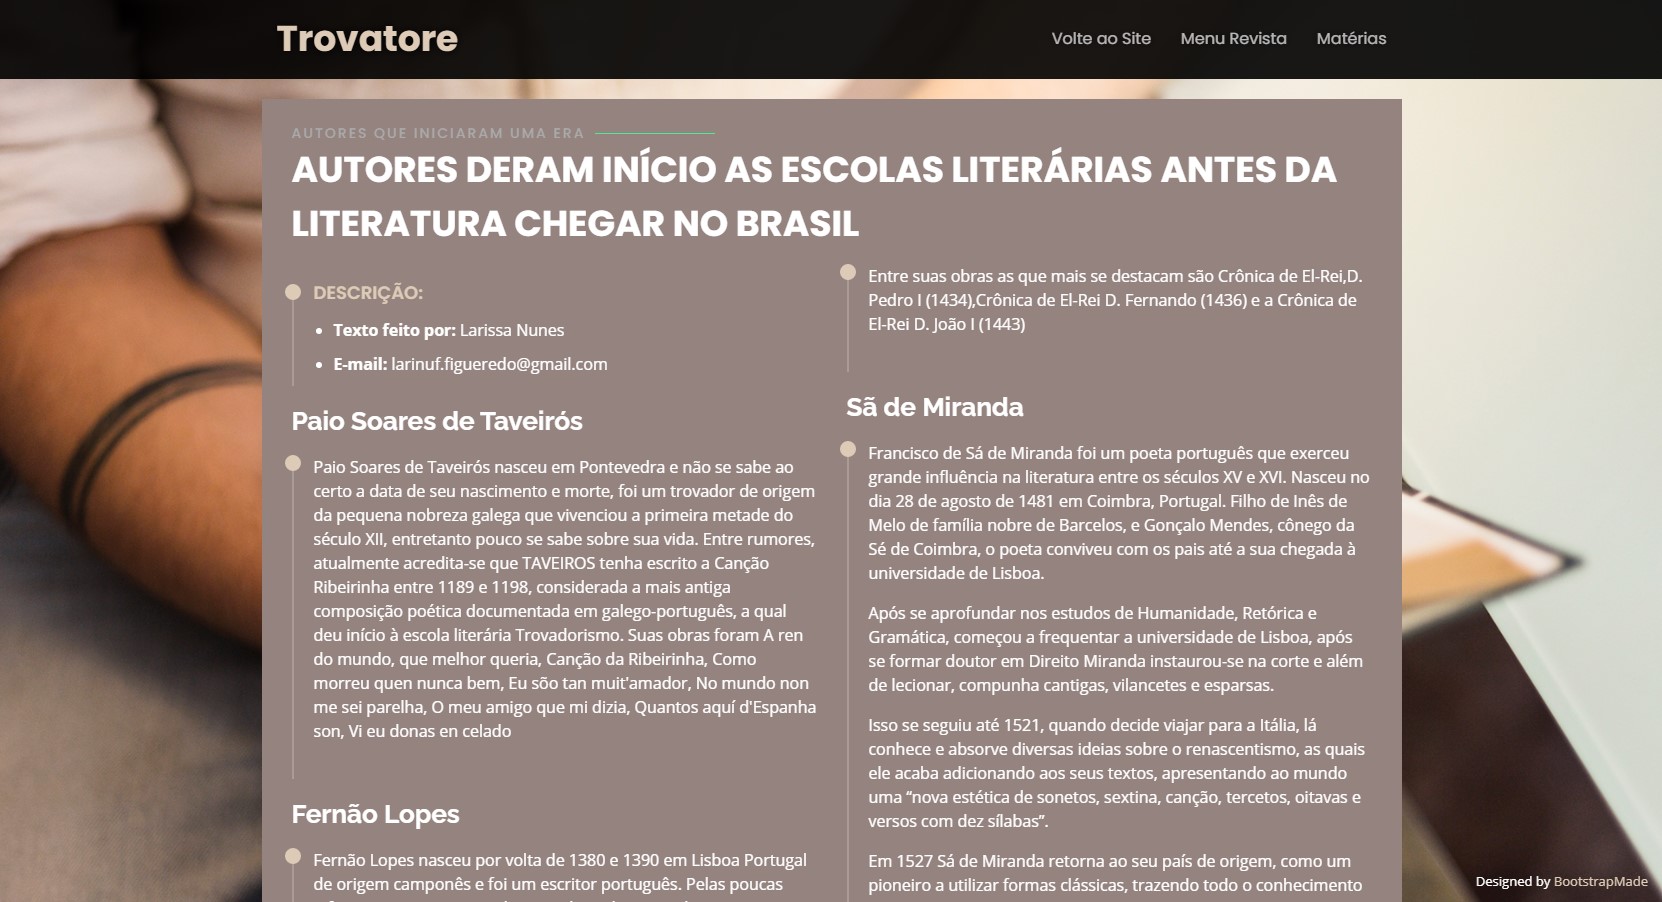 Trovatore
Volte ao Site Menu Revista Matérias
AUTORES QUE INICIARAM UMA ERA
AUTORES DERAM INÍCIO AS ESCOLAS LITERÁRIAS ANTES DA
LITERATURA CHEGAR NO BRASIL
DESCRIÇÃO:
• Texto feito por: Larissa Nunes
• E-mail: larinuf.figueredo@gmail.com
Paio Soares de Taveirós
Paio Soares de Taveirós nasceu em Pontevedra e não se sabe ao
certo a data de seu nascimento e morte, foi um trovador de origem
da pequena nobreza galega que vivenciou a primeira metade do
século XII, entretanto pouco se sabe sobre sua vida. Entre rumores,
atualmente acredita-se que TAVEIROS tenha escrito a Canção
Ribeirinha entre 1189 e 1198, considerada a mais antiga
composição poética documentada em galego-português, a qual
deu início à escola literária Trovadorismo. Suas obras foram A ren
do mundo, que melhor queria, Canção da Ribeirinha, Como
morreu quen nunca bem, Eu sõo tan muit'amador, No mundo non
me sei parelha, O meu amigo que mi dizia, Quantos aquí d'Espanha
son, Vi eu donas en celado
Fernão Lopes
Fernão Lopes nasceu por volta de 1380 e 1390 em Lisboa Portugal
de origem camponês e foi um escritor português. Pelas poucas
Entre suas obras as que mais se destacam são Crônica de El-Rei,D.
Pedro I (1434),Crônica de El-Rei D. Fernando (1436) e a Crônica de
El-Rei D. João I (1443)
Sã de Miranda
Francisco de Sá de Miranda foi um poeta português que exerceu
grande influência na literatura entre os séculos XV e XVI. Nasceu no
dia 28 de agosto de 1481 em Coimbra, Portugal. Filho de Inês de
Melo de família nobre de Barcelos, e Gonçalo Mendes, cônego da
Sé de Coimbra, o poeta conviveu com os pais até a sua chegada à
universidade de Lisboa.
Após se aprofundar nos estudos de Humanidade, Retórica e
Gramática, começou a frequentar a universidade de Lisboa, após
se formar doutor em Direito Miranda instaurou-se na corte e além
de lecionar, compunha cantigas, vilancetes e esparsas.
Isso se seguiu até 1521, quando decide viajar para a Itália, lá
conhece e absorve diversas ideias sobre o renascentismo, as quais
ele acaba adicionando aos seus textos, apresentando ao mundo
uma “nova estética de sonetos, sextina, canção, tercetos, oitavas e
versos com dez sílabas”.
Em 1527 Sá de Miranda retorna ao seu país de origem, como um
pioneiro a utilizar formas clássicas, trazendo todo o conhecimento
Designed by BootstrapMade